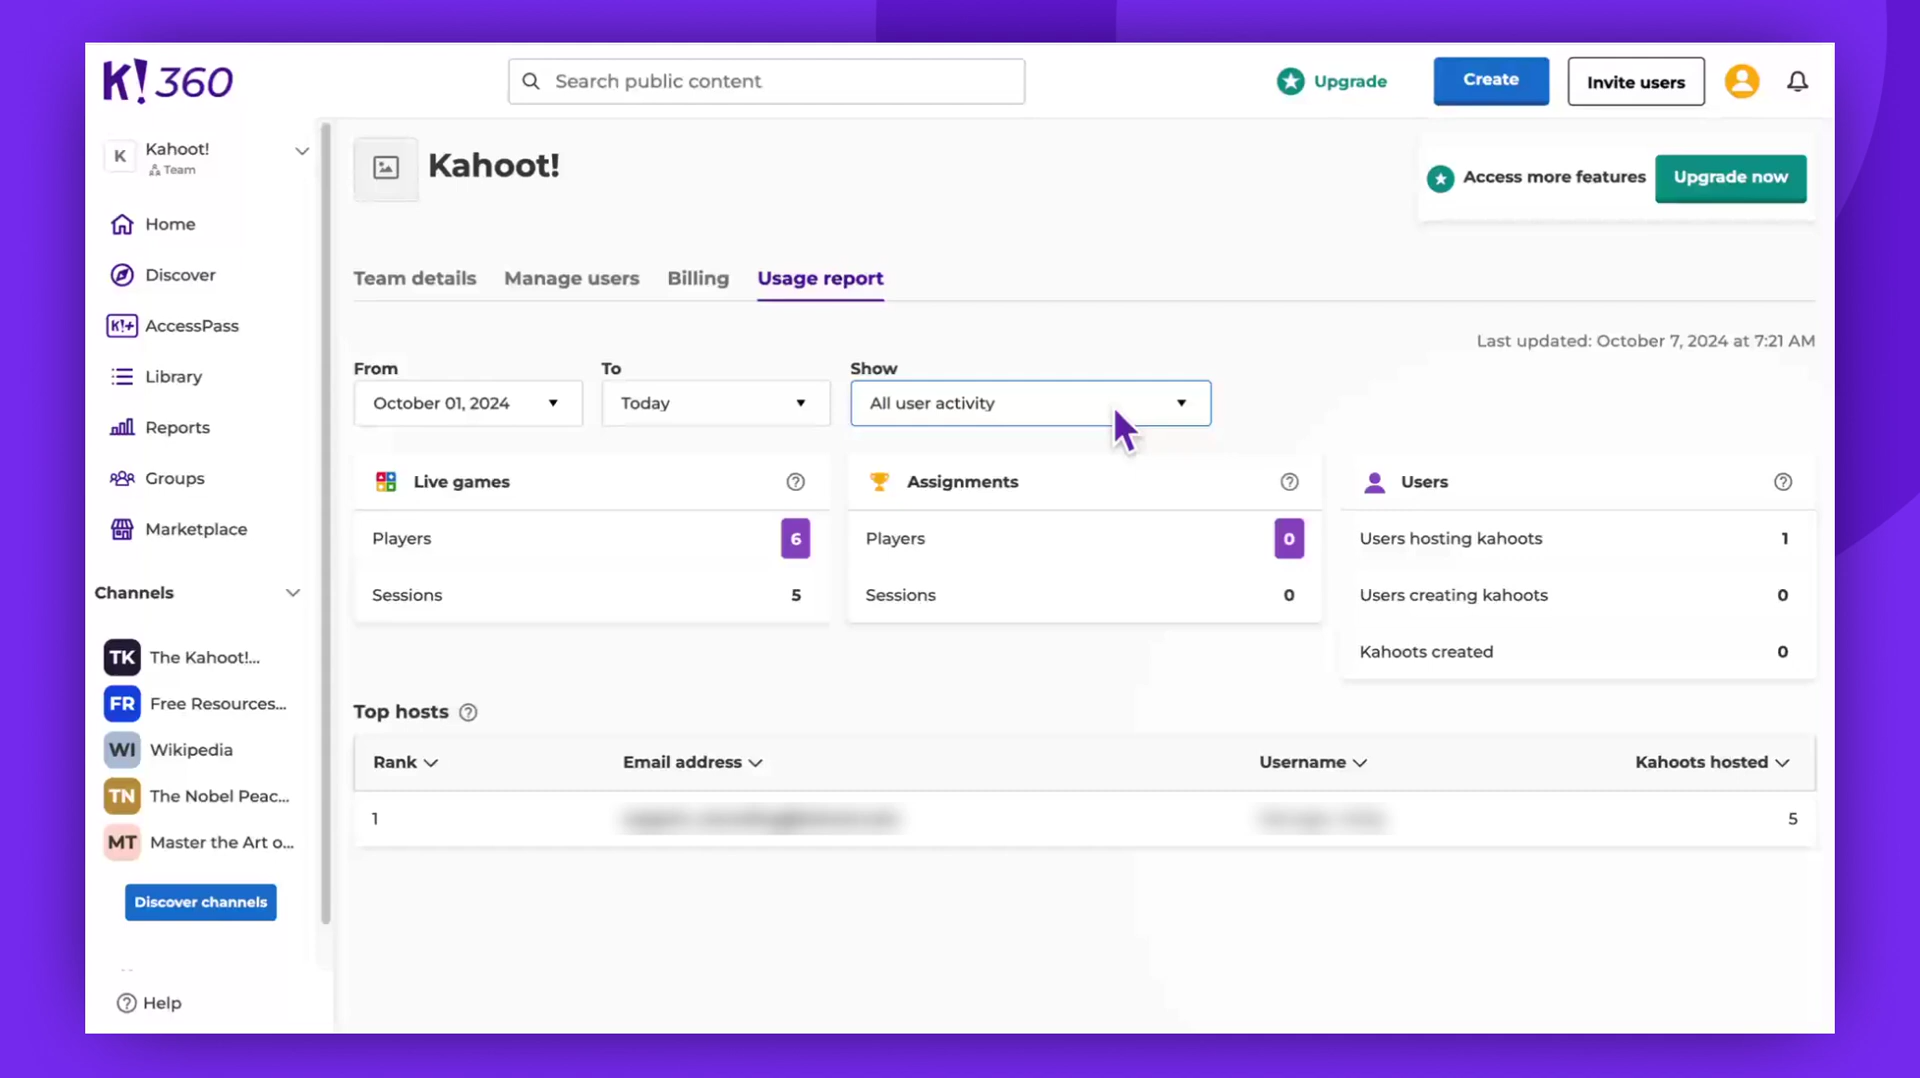 K! 360
Search public content
Upgrade
Create
Invite users
K
Kahoot!
Team
Home
Discover
K!+ AccessPass
Library
Reports
Groups
Marketplace
Channels
TK The Kahoot!...
FR Free Resources...
WI Wikipedia
TN The Nobel Peac...
MT Master the Art o...
Discover channels
Help
Kahoot!
Access more features
Upgrade now
Team details Manage users Billing Usage report
Last updated: October 7, 2024 at 7:21 AM
From To Show
October 01, 2024 Today All user activity
Live games
Players 6
Sessions 5
Assignments
Players 0
Sessions 0
Users
Users hosting kahoots 1
Users creating kahoots 0
Kahoots created 0
Top hosts
Rank Email address Username Kahoots hosted
1 5